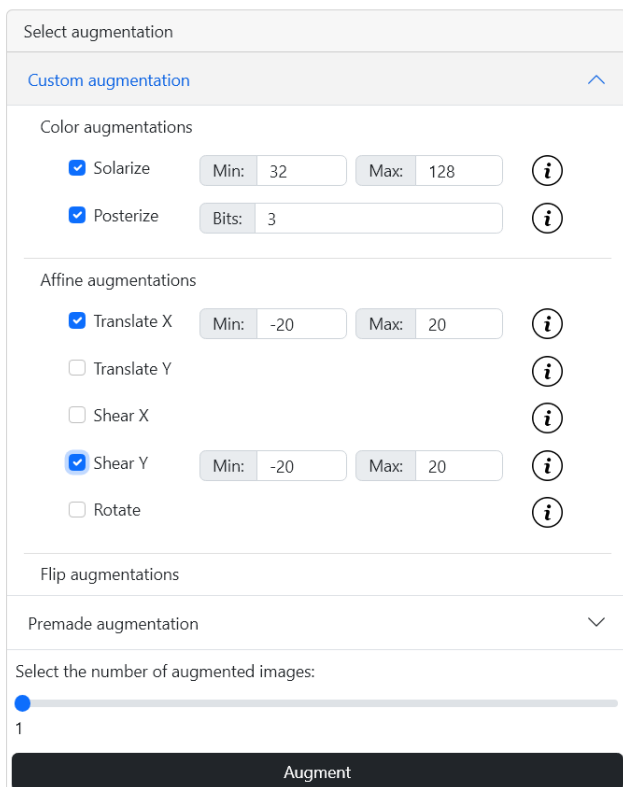 Select augmentation
Custom augmentation
Color augmentations
Solarize Min: 32 Max: 128 i
Posterize Bits: 3 i
Affine augmentations
Translate X Min: -20 Max: 20 i
Translate Y i
Shear X i
Shear Y Min: -20 Max: 20 i
Rotate i
Flip augmentations
Premade augmentation
Select the number of augmented images:
1
Augment